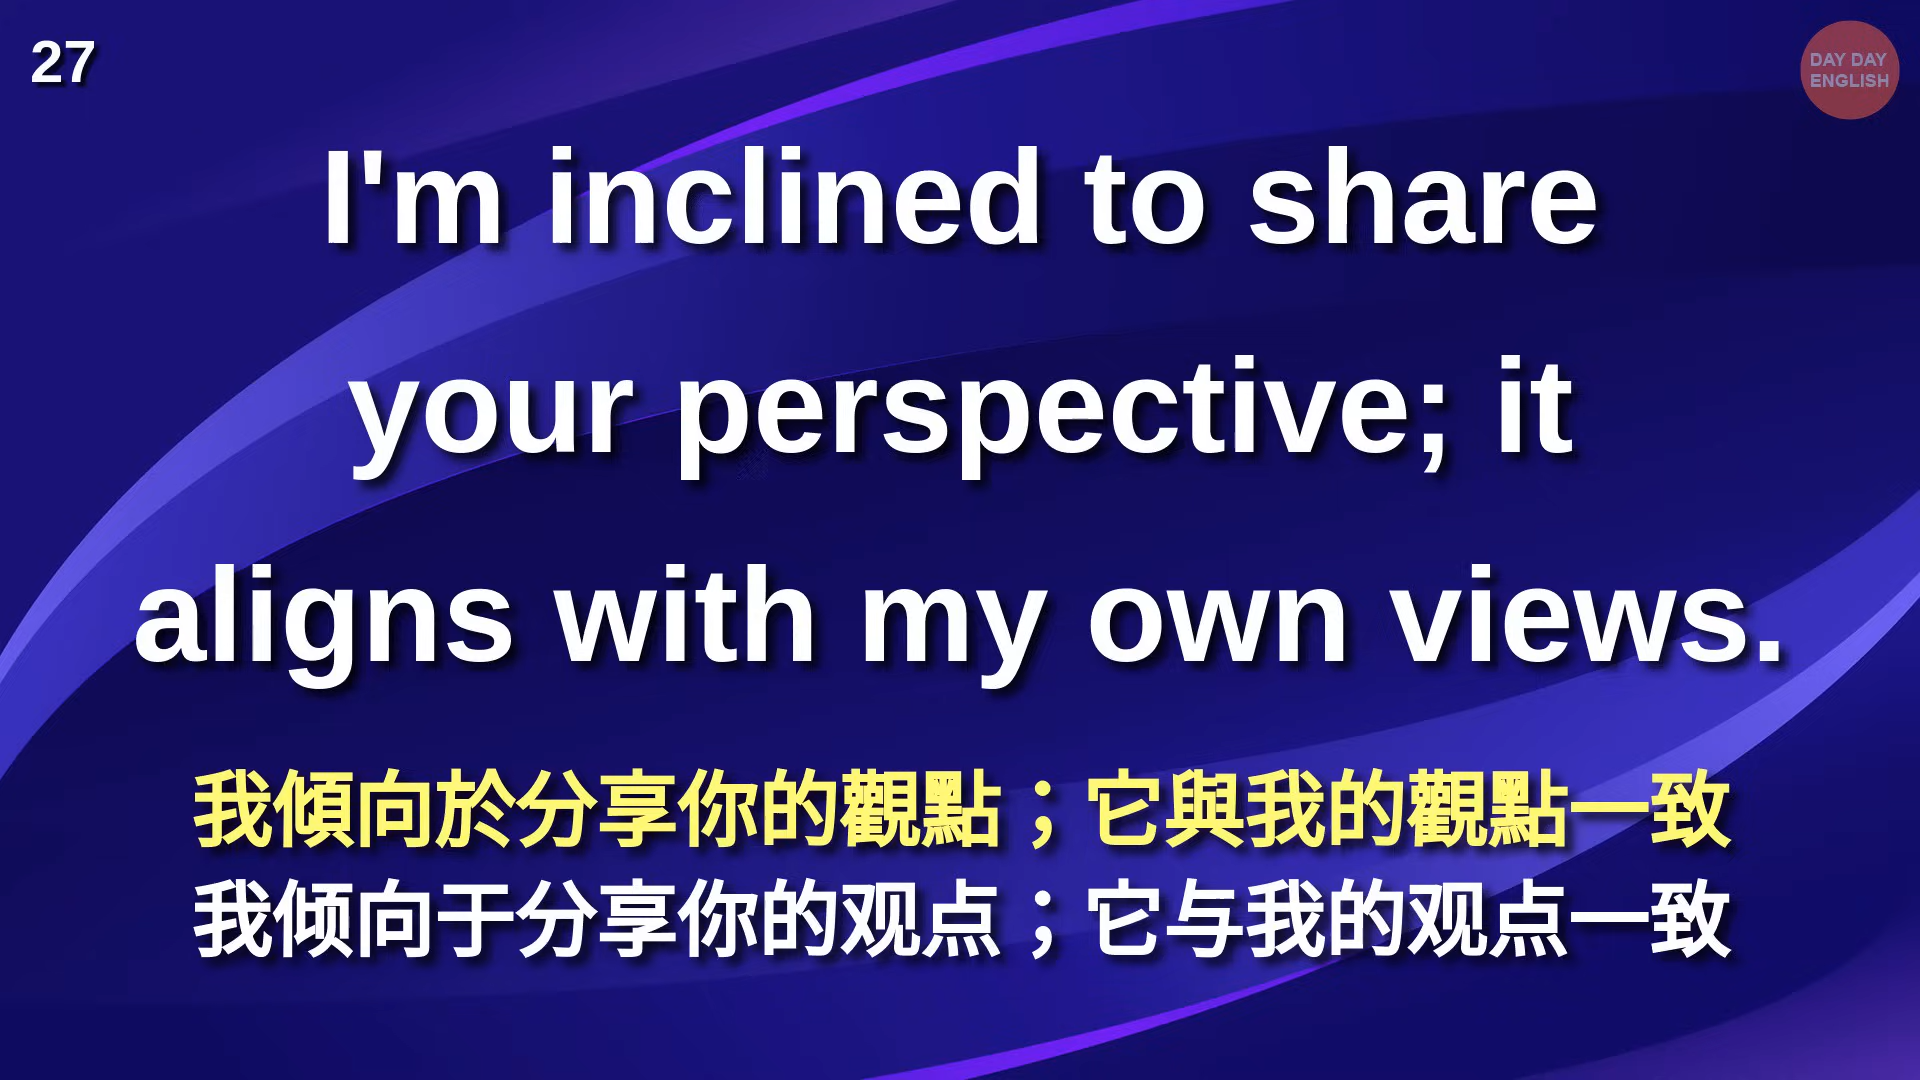 27
DAY DAY
ENGLISH
I'm inclined to share
your perspective; it
aligns with my own views.
我傾向於分享你的觀點；它與我的觀點一致
我倾向于分享你的观点；它与我的观点一致